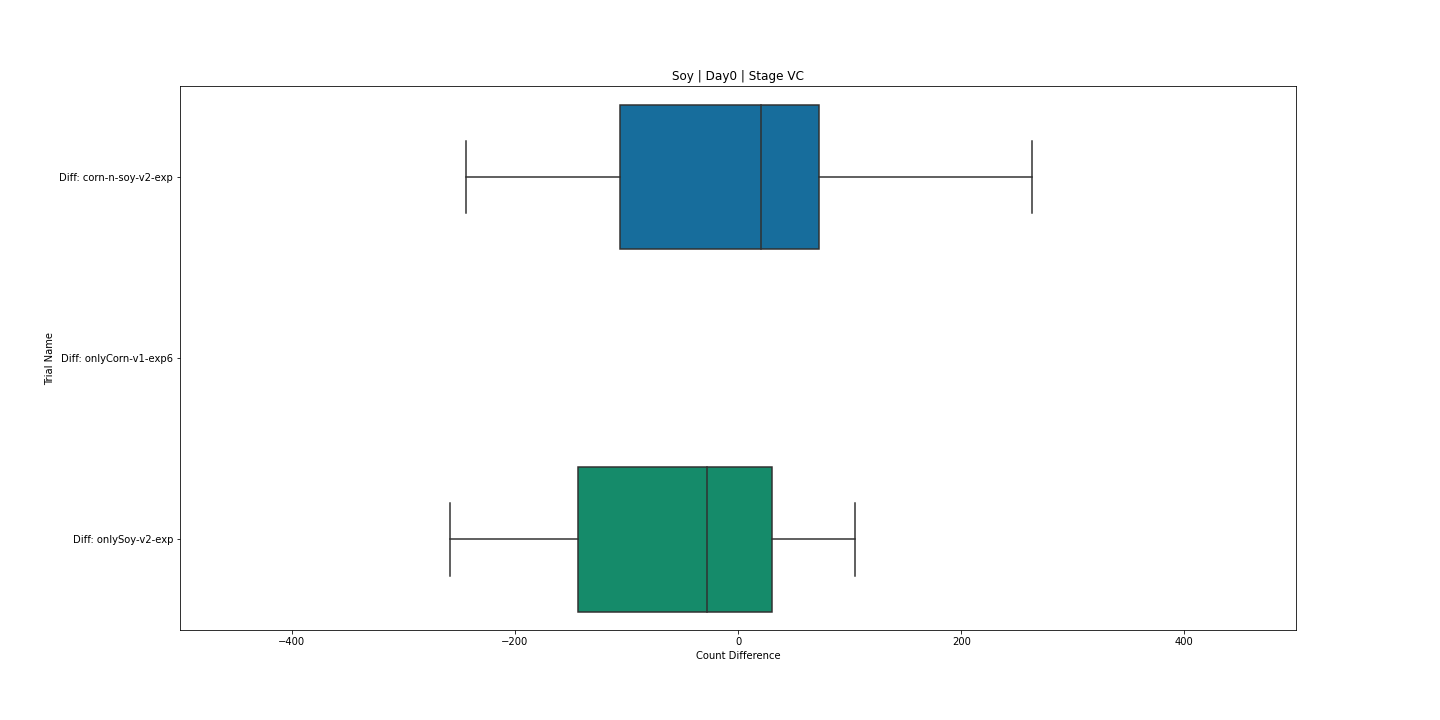 Soy | Day0 | Stage VC
Diff: corn-n-soy-v2-exp
Diff: onlyCorn-v1-exp6
Diff: onlySoy-v2-exp
Trial Name
−400 −200 0 200 400
Count Difference